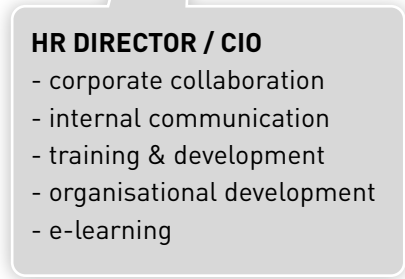 HR DIRECTOR / CIO
- corporate collaboration
- internal communication
- training & development
- organisational development
- e-learning